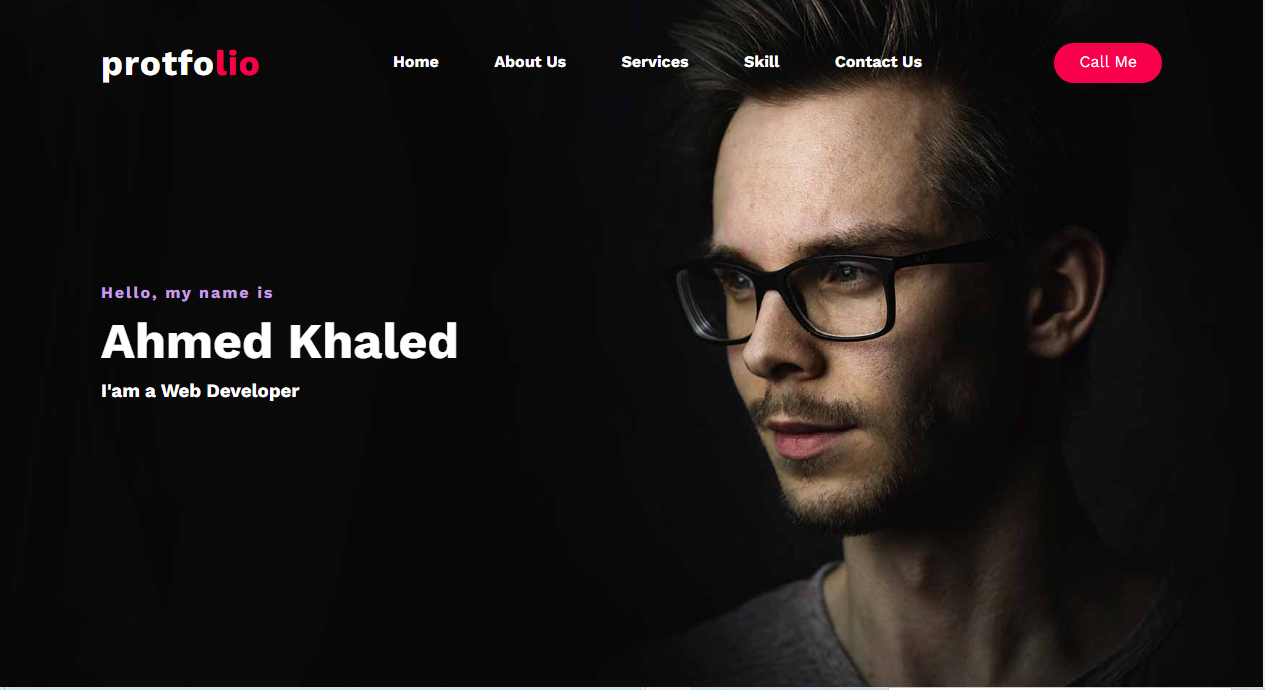 protfolio Home About Us Services Skill Contact Us Call Me
Hello, my name is
Ahmed Khaled
I'am a Web Developer